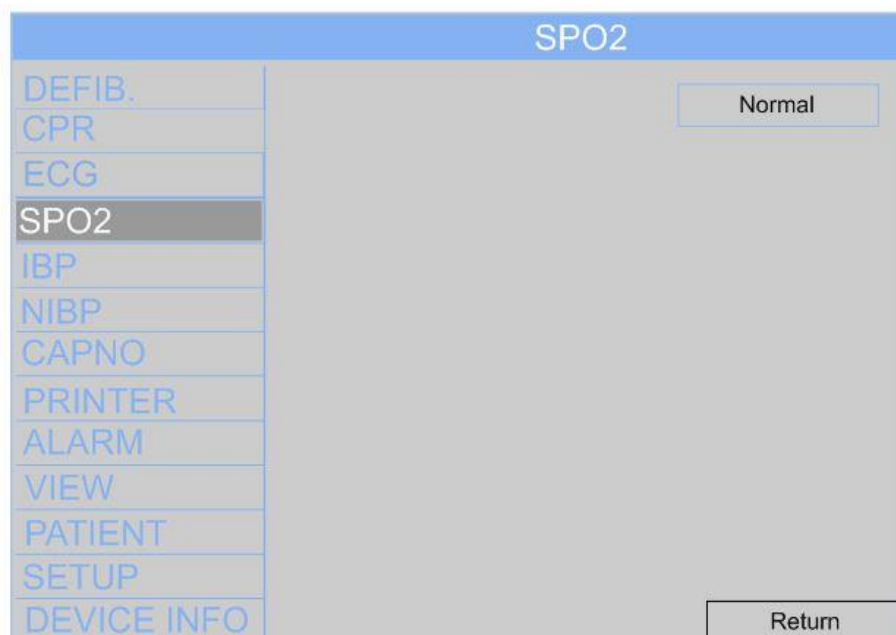 SPO2
DEFIB.
Normal
CPR
ECG
SPO2
IBP
NIBP
CAPNO
PRINTER
ALARM
VIEW
PATIENT
SETUP
DEVICE INFO
Return